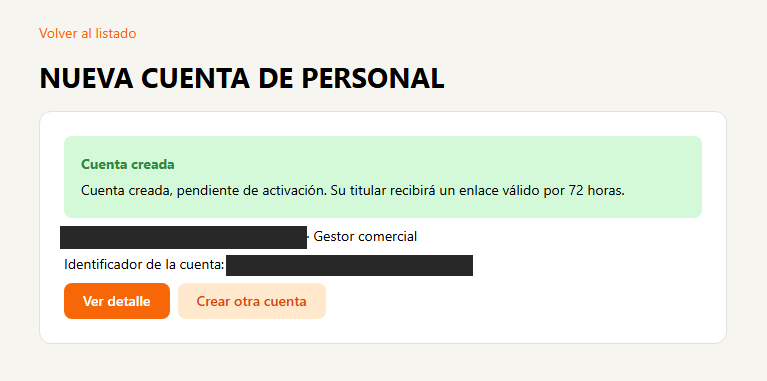 Volver al listado
NUEVA CUENTA DE PERSONAL
Cuenta creada
Cuenta creada, pendiente de activación. Su titular recibirá un enlace válido por 72 horas.
· Gestor comercial
Identificador de la cuenta:
Ver detalle
Crear otra cuenta